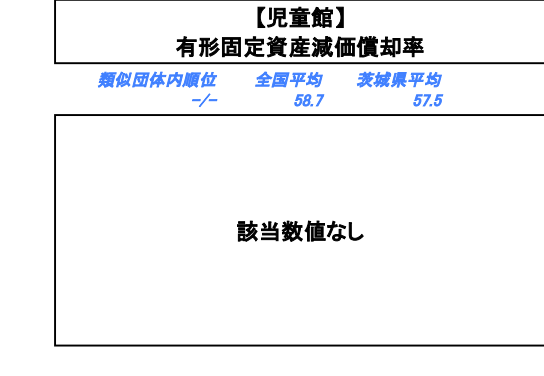 【児童館】
有形固定資産減価償却率
類似団体内順位 全国平均 茨城県平均
-/- 58.7 57.5
該当数値なし